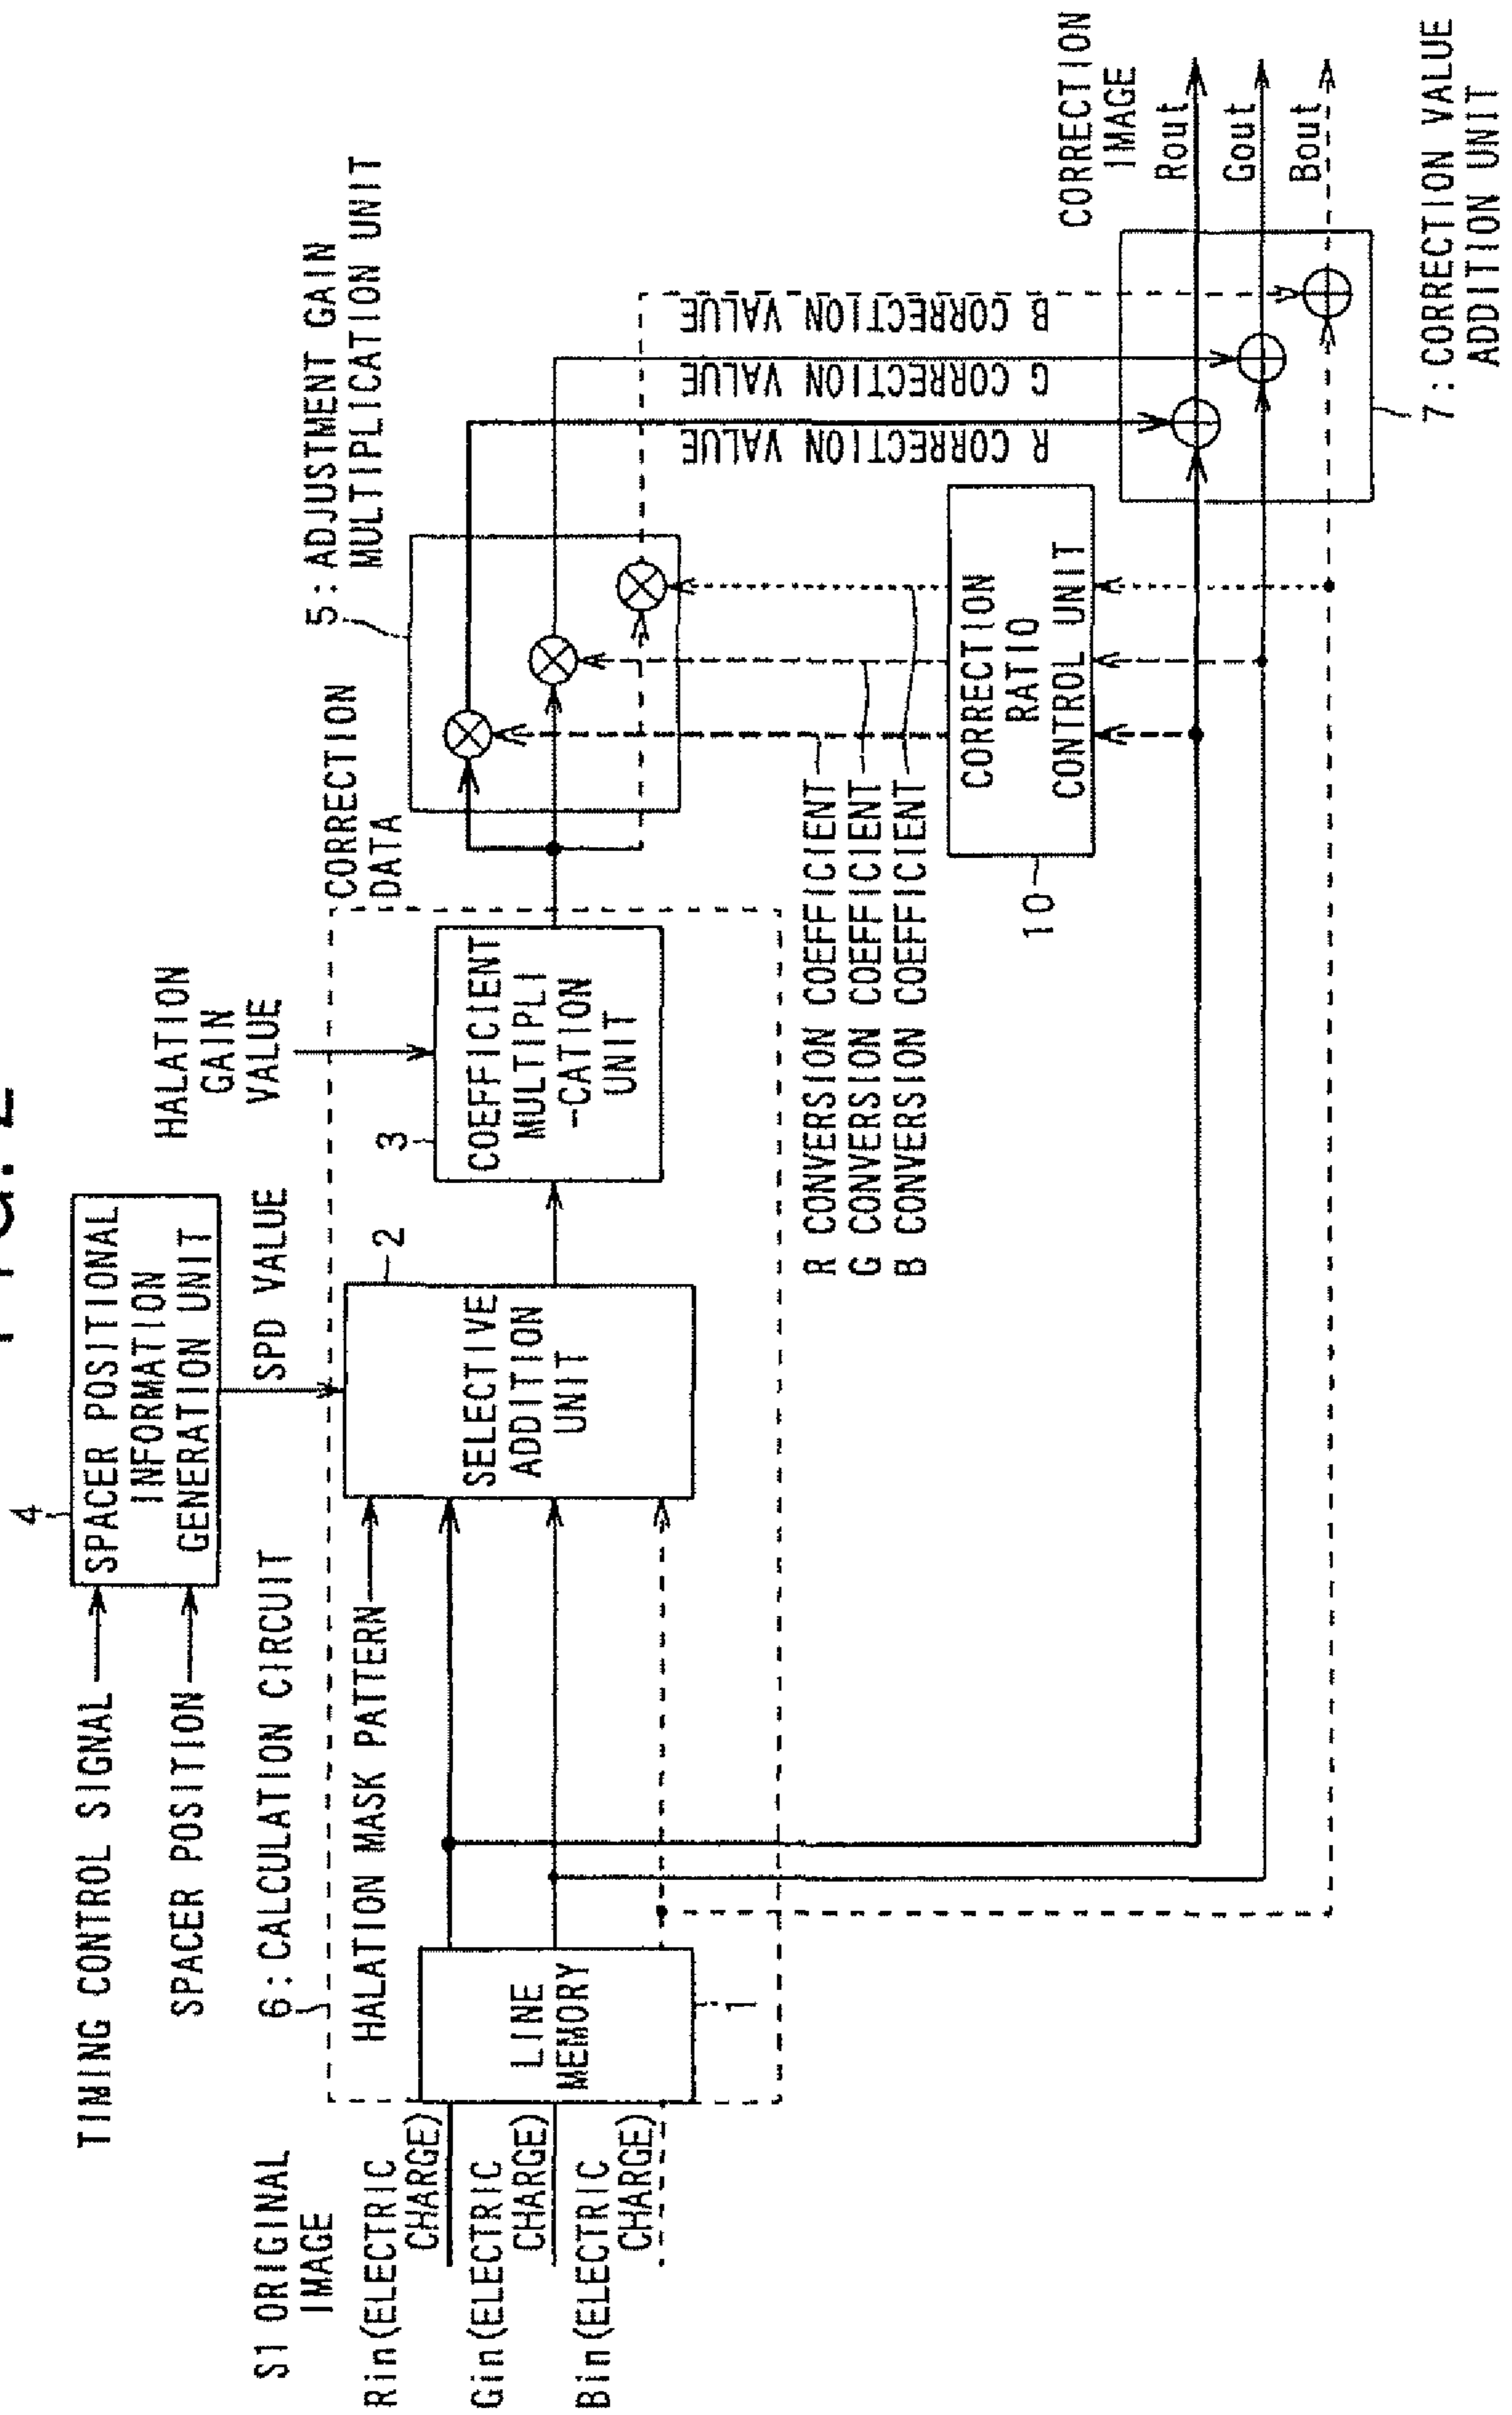 FIG. 2
4
SPACER POSITIONAL
INFORMATION
GENERATION UNIT
TIMING CONTROL SIGNAL
SPACER POSITION
SPD VALUE
HALATION
GAIN
VALUE
6:CALCULATION CIRCUIT
HALATION MASK PATTERN
S1 ORIGINAL
IMAGE
Rin(ELECTRIC
CHARGE)
Gin(ELECTRIC
CHARGE)
Bin(ELECTRIC
CHARGE)
LINE
MEMORY
1
2
SELECTIVE
ADDITION
UNIT
3
COEFFICIENT
MULTIPLI
-CATION
UNIT
CORRECTION
DATA
5:ADJUSTMENT GAIN
MULTIPLICATION UNIT
R CONVERSION COEFFICIENT
G CONVERSION COEFFICIENT
B CONVERSION COEFFICIENT
10
CORRECTION
RATIO
CONTROL UNIT
R CORRECTION VALUE
G CORRECTION VALUE
B CORRECTION VALUE
CORRECTION
IMAGE
Rout
Gout
Bout
7:CORRECTION VALUE
ADDITION UNIT